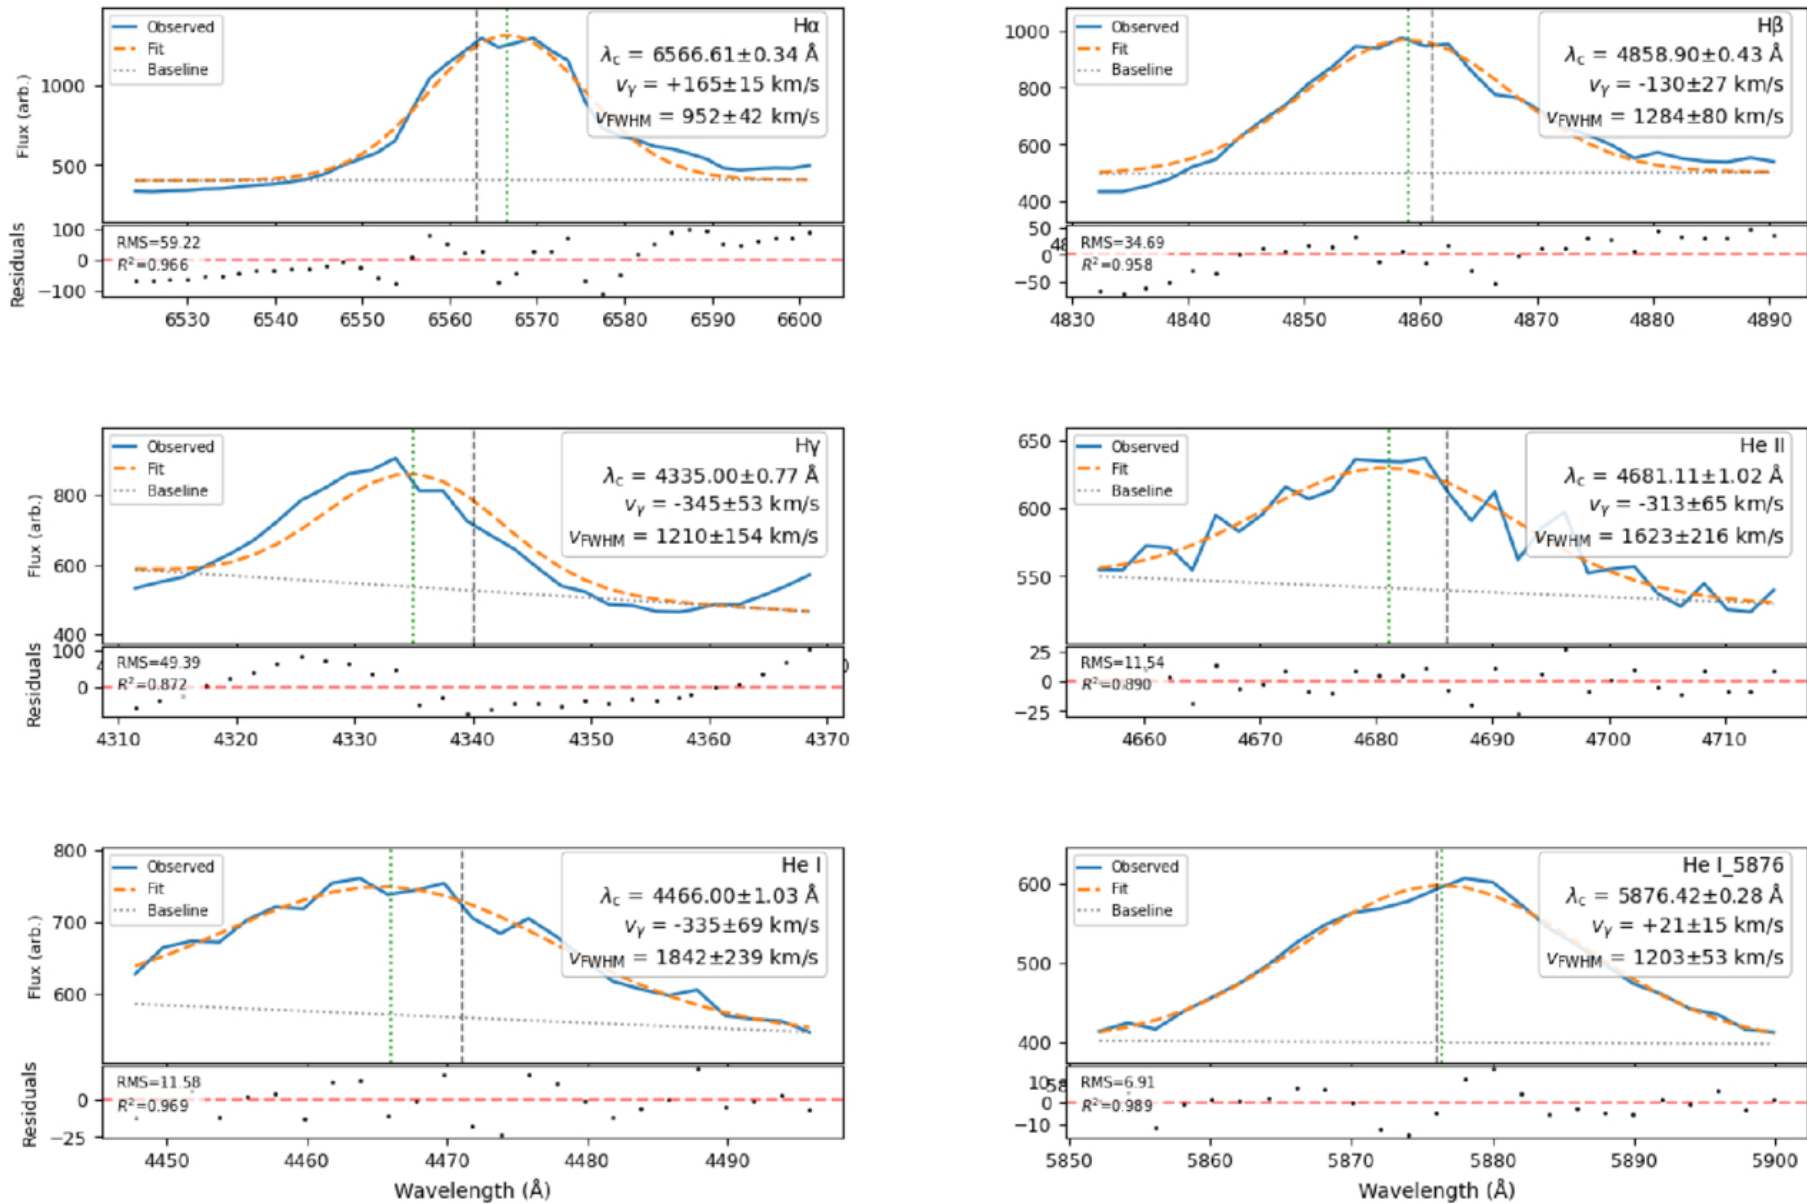 Observed
Fit
Baseline
Hα
λc = 6566.61±0.34 Å
vγ = +165±15 km/s
vFWHM = 952±42 km/s
1000
500
Flux (arb.)
RMS=59.22
R²=0.966
100
0
−100
Residuals
6530 6540 6550 6560 6570 6580 6590 6600
Observed
Fit
Baseline
Hβ
λc = 4858.90±0.43 Å
vγ = -130±27 km/s
vFWHM = 1284±80 km/s
1000
800
600
400
RMS=34.69
R²=0.958
50
0
−50
4830 4840 4850 4860 4870 4880 4890
Observed
Fit
Baseline
Hγ
λc = 4335.00±0.77 Å
vγ = -345±53 km/s
vFWHM = 1210±154 km/s
800
600
400
Flux (arb.)
RMS=49.39
R²=0.872
100
0
Residuals
4310 4320 4330 4340 4350 4360 4370
Observed
Fit
Baseline
He II
λc = 4681.11±1.02 Å
vγ = -313±65 km/s
vFWHM = 1623±216 km/s
650
600
550
RMS=11.54
R²=0.890
25
0
−25
4660 4670 4680 4690 4700 4710
Observed
Fit
Baseline
He I
λc = 4466.00±1.03 Å
vγ = -335±69 km/s
vFWHM = 1842±239 km/s
800
700
600
Flux (arb.)
RMS=11.58
R²=0.969
0
−25
Residuals
4450 4460 4470 4480 4490
Wavelength (Å)
Observed
Fit
Baseline
He I_5876
λc = 5876.42±0.28 Å
vγ = +21±15 km/s
vFWHM = 1203±53 km/s
600
500
400
RMS=6.91
R²=0.989
10
0
−10
5850 5860 5870 5880 5890 5900
Wavelength (Å)